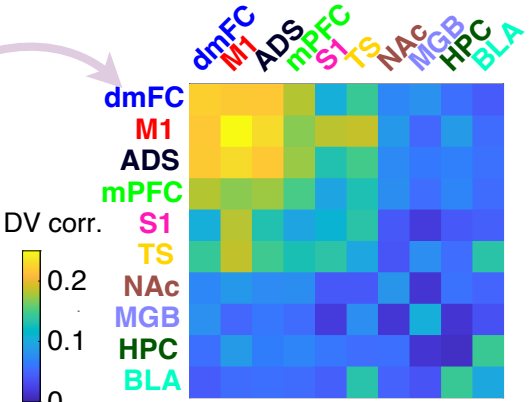 dmFC M1 ADS mPFC S1 TS NAc MGB HPC BLA
dmFC
M1
ADS
mPFC
DV corr. S1
TS
0.2
NAc
MGB
0.1
HPC
BLA
0